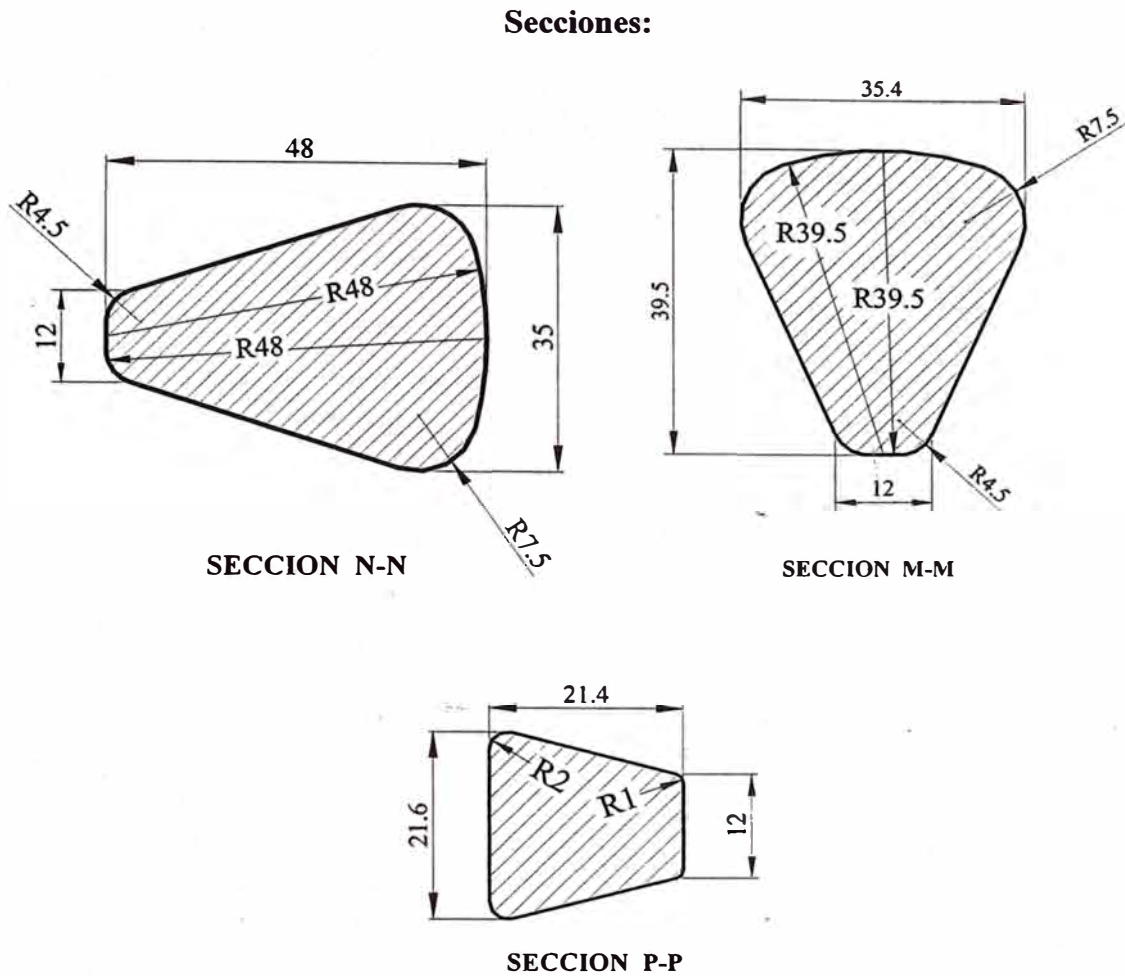 Secciones:
48
R4.5
12
R48
R48
35
R7.5
SECCION N-N
35.4
R7.5
39.5
R39.5
R39.5
12
R4.5
SECCION M-M
21.4
21.6
R2
R1
12
SECCION P-P